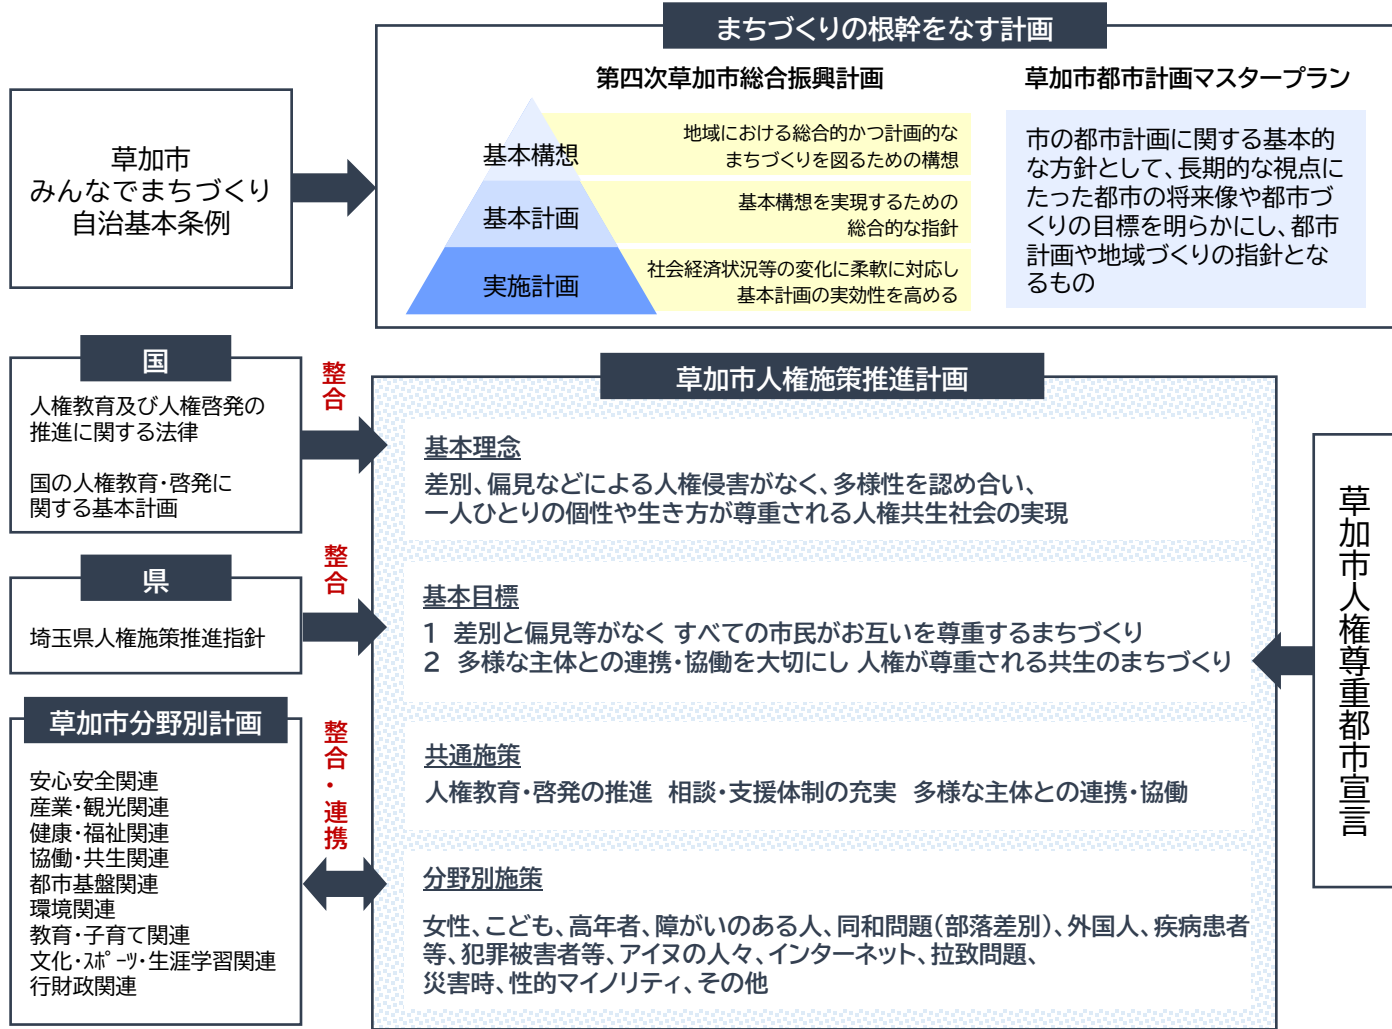 まちづくりの根幹をなす計画
第四次草加市総合振興計画
草加市都市計画マスタープラン
草加市
みんなでまちづくり
自治基本条例
基本構想
地域における総合的かつ計画的な
まちづくりを図るための構想
基本計画
基本構想を実現するための
総合的な指針
実施計画
社会経済状況等の変化に柔軟に対応し
基本計画の実効性を高める
市の都市計画に関する基本的
な方針として、長期的な視点に
たった都市の将来像や都市づ
くりの目標を明らかにし、都市
計画や地域づくりの指針とな
るもの
国
人権教育及び人権啓発の
推進に関する法律
国の人権教育・啓発に
関する基本計画
整合
県
埼玉県人権施策推進指針
整合
草加市分野別計画
安心安全関連
産業・観光関連
健康・福祉関連
協働・共生関連
都市基盤関連
環境関連
教育・子育て関連
文化・ｽﾎﾟｰﾂ・生涯学習関連
行財政関連
整合・連携
草加市人権施策推進計画
基本理念
差別、偏見などによる人権侵害がなく、多様性を認め合い、
一人ひとりの個性や生き方が尊重される人権共生社会の実現
基本目標
1 差別と偏見等がなく すべての市民がお互いを尊重するまちづくり
2 多様な主体との連携・協働を大切にし 人権が尊重される共生のまちづくり
共通施策
人権教育・啓発の推進 相談・支援体制の充実 多様な主体との連携・協働
分野別施策
女性、こども、高年者、障がいのある人、同和問題（部落差別）、外国人、疾病患者
等、犯罪被害者等、アイヌの人々、インターネット、拉致問題、
災害時、性的マイノリティ、その他
草加市人権尊重都市宣言